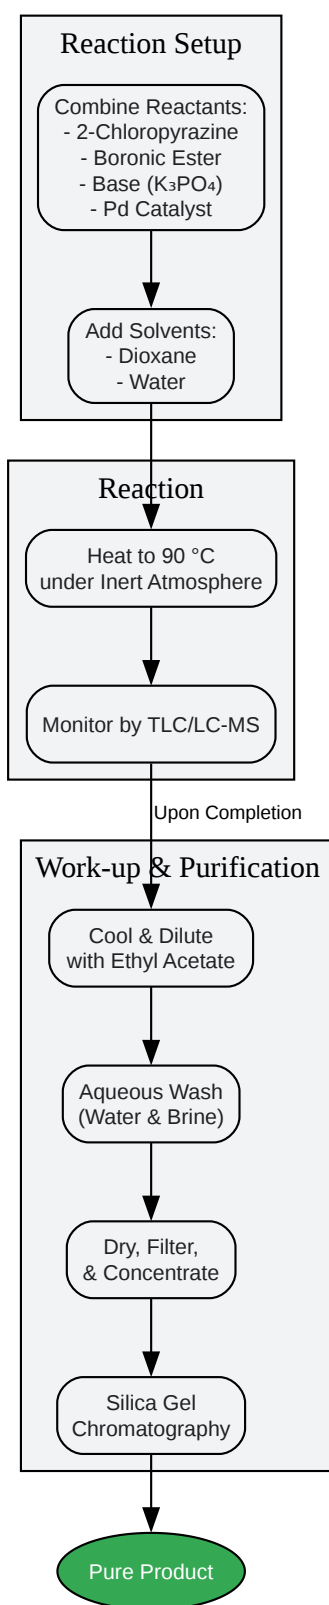 Reaction Setup
Combine Reactants:
- 2-Chloropyrazine
- Boronic Ester
- Base (K₃PO₄)
- Pd Catalyst
Add Solvents:
- Dioxane
- Water
Reaction
Heat to 90 °C
under Inert Atmosphere
Monitor by TLC/LC-MS
Upon Completion
Work-up & Purification
Cool & Dilute
with Ethyl Acetate
Aqueous Wash
(Water & Brine)
Dry, Filter,
& Concentrate
Silica Gel
Chromatography
Pure Product